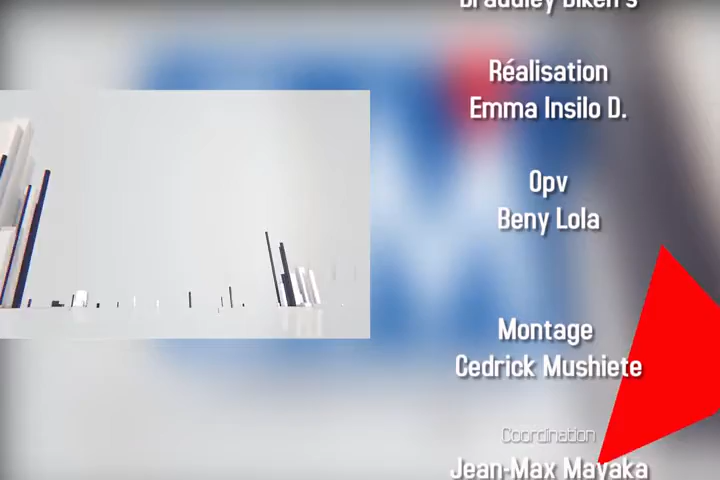 Réalisation
Emma Insilo D.
Opv
Beny Lola
Montage
Cedrick Mushiete
Coordination
Jean-Max Mayaka